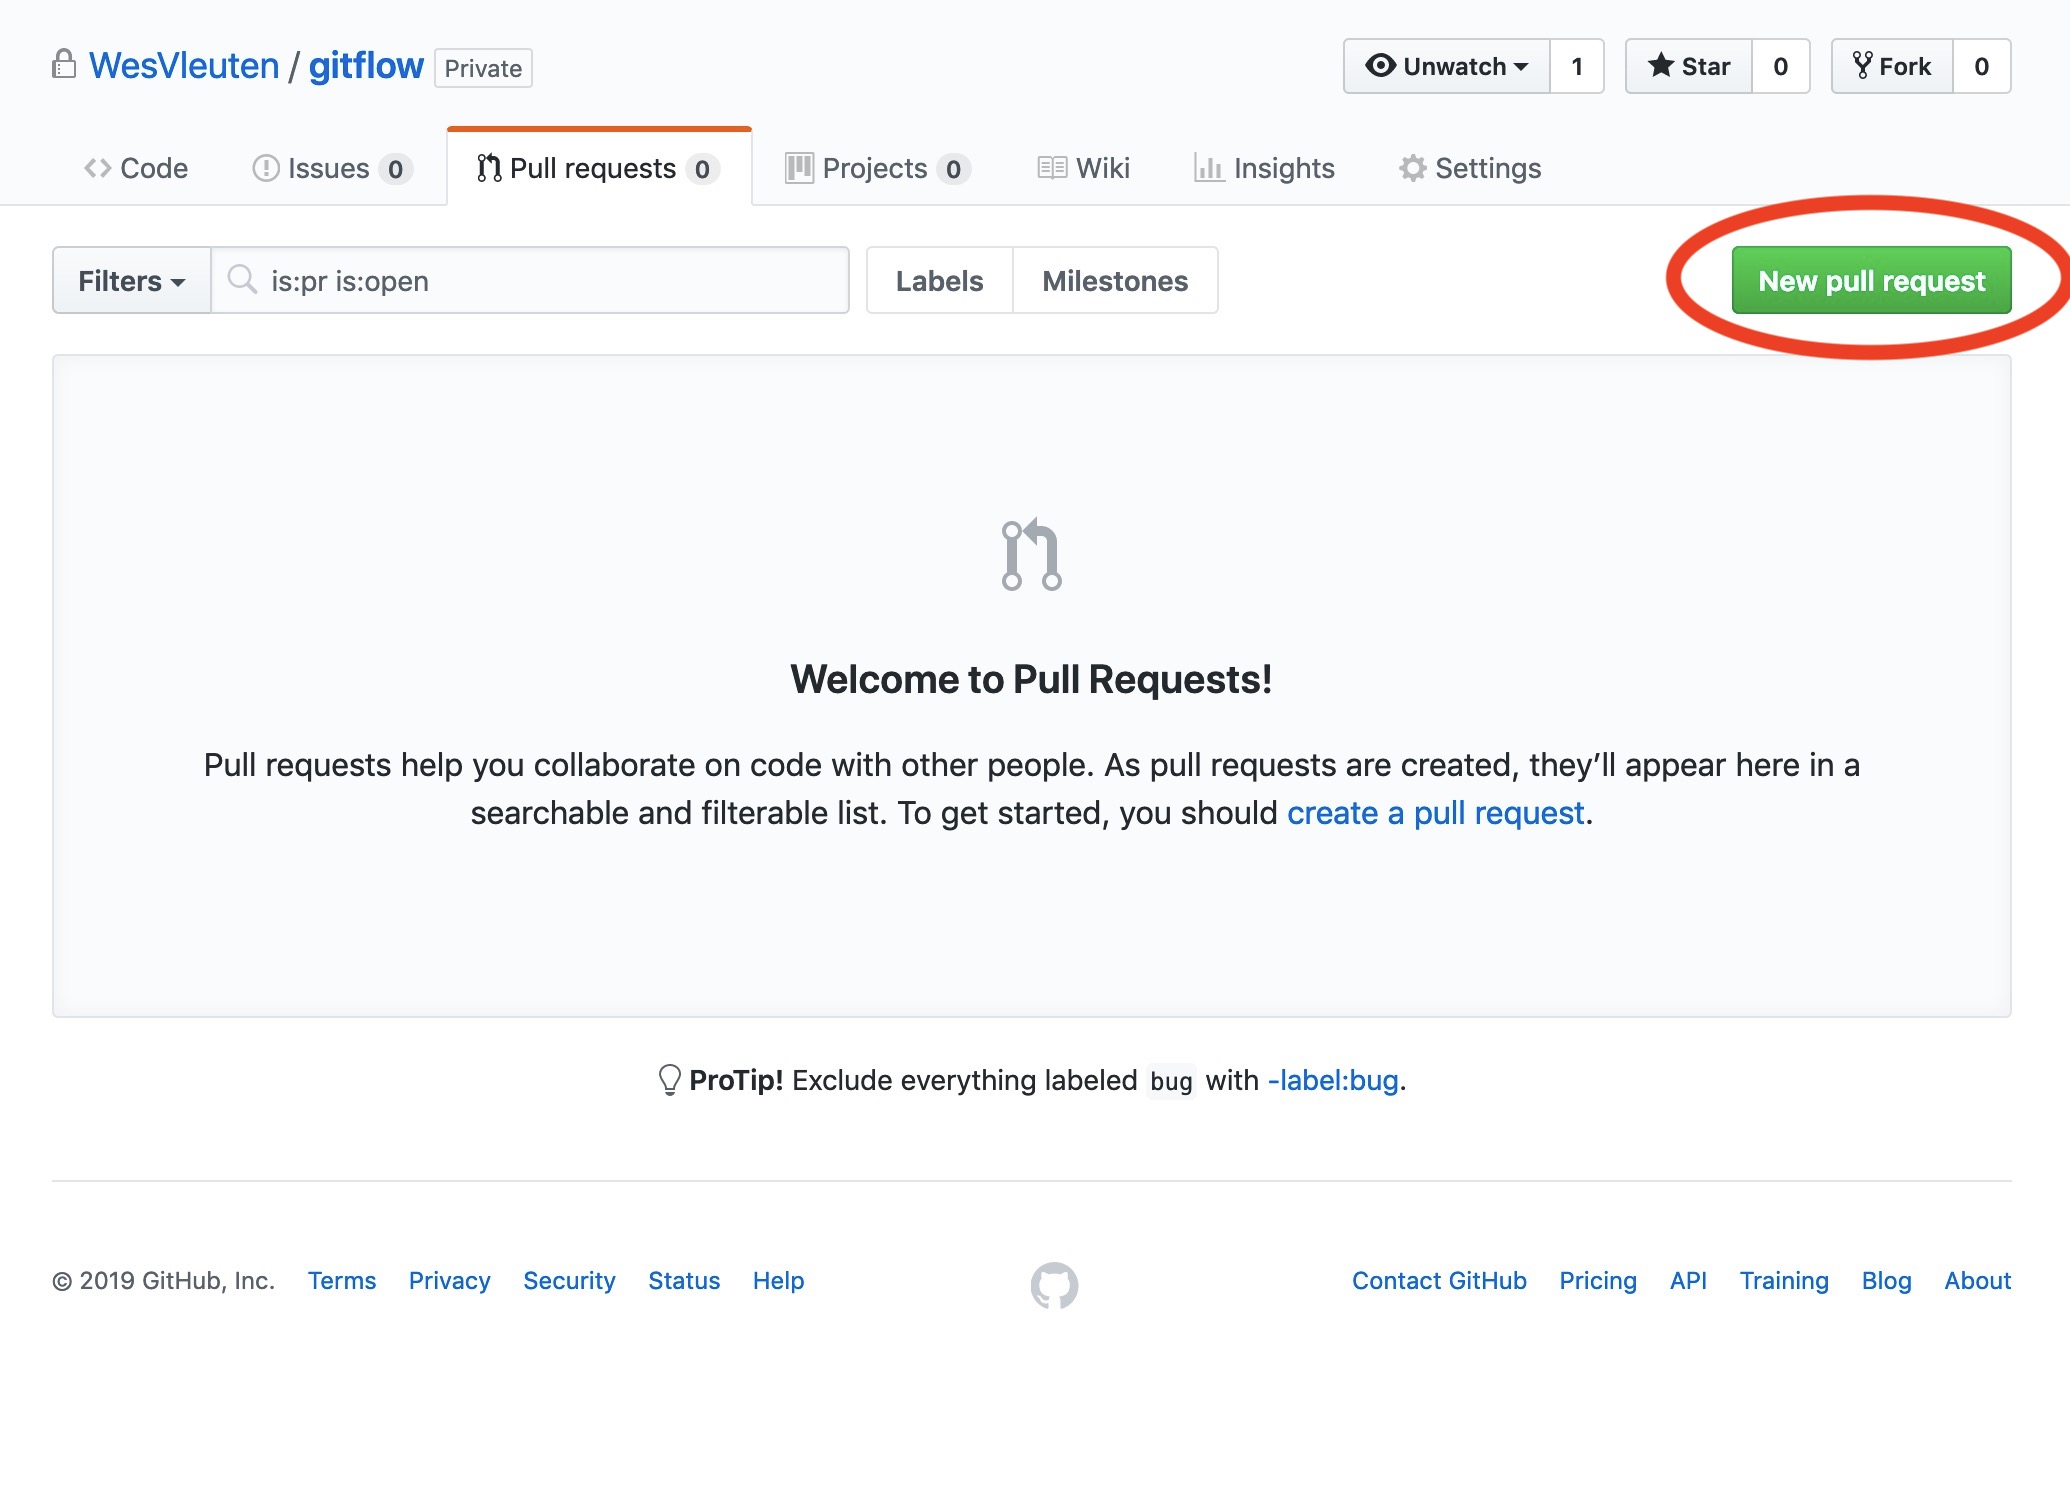 WesVleuten / gitflow Private
Unwatch 1 Star 0 Fork 0
Code Issues 0 Pull requests 0 Projects 0 Wiki Insights Settings
Filters is:pr is:open Labels Milestones New pull request
Welcome to Pull Requests!
Pull requests help you collaborate on code with other people. As pull requests are created, they’ll appear here in a
searchable and filterable list. To get started, you should create a pull request.
ProTip! Exclude everything labeled bug with -label:bug.
© 2019 GitHub, Inc. Terms Privacy Security Status Help Contact GitHub Pricing API Training Blog About